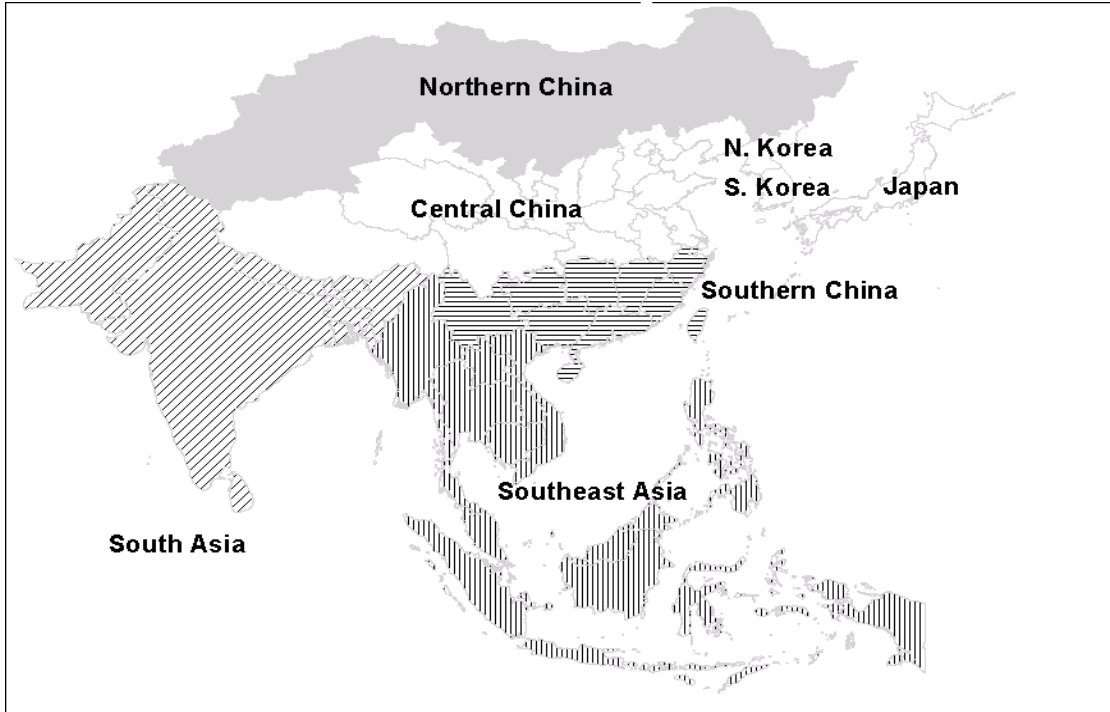 Northern China
N. Korea
S. Korea
Japan
Central China
Southern China
Southeast Asia
South Asia